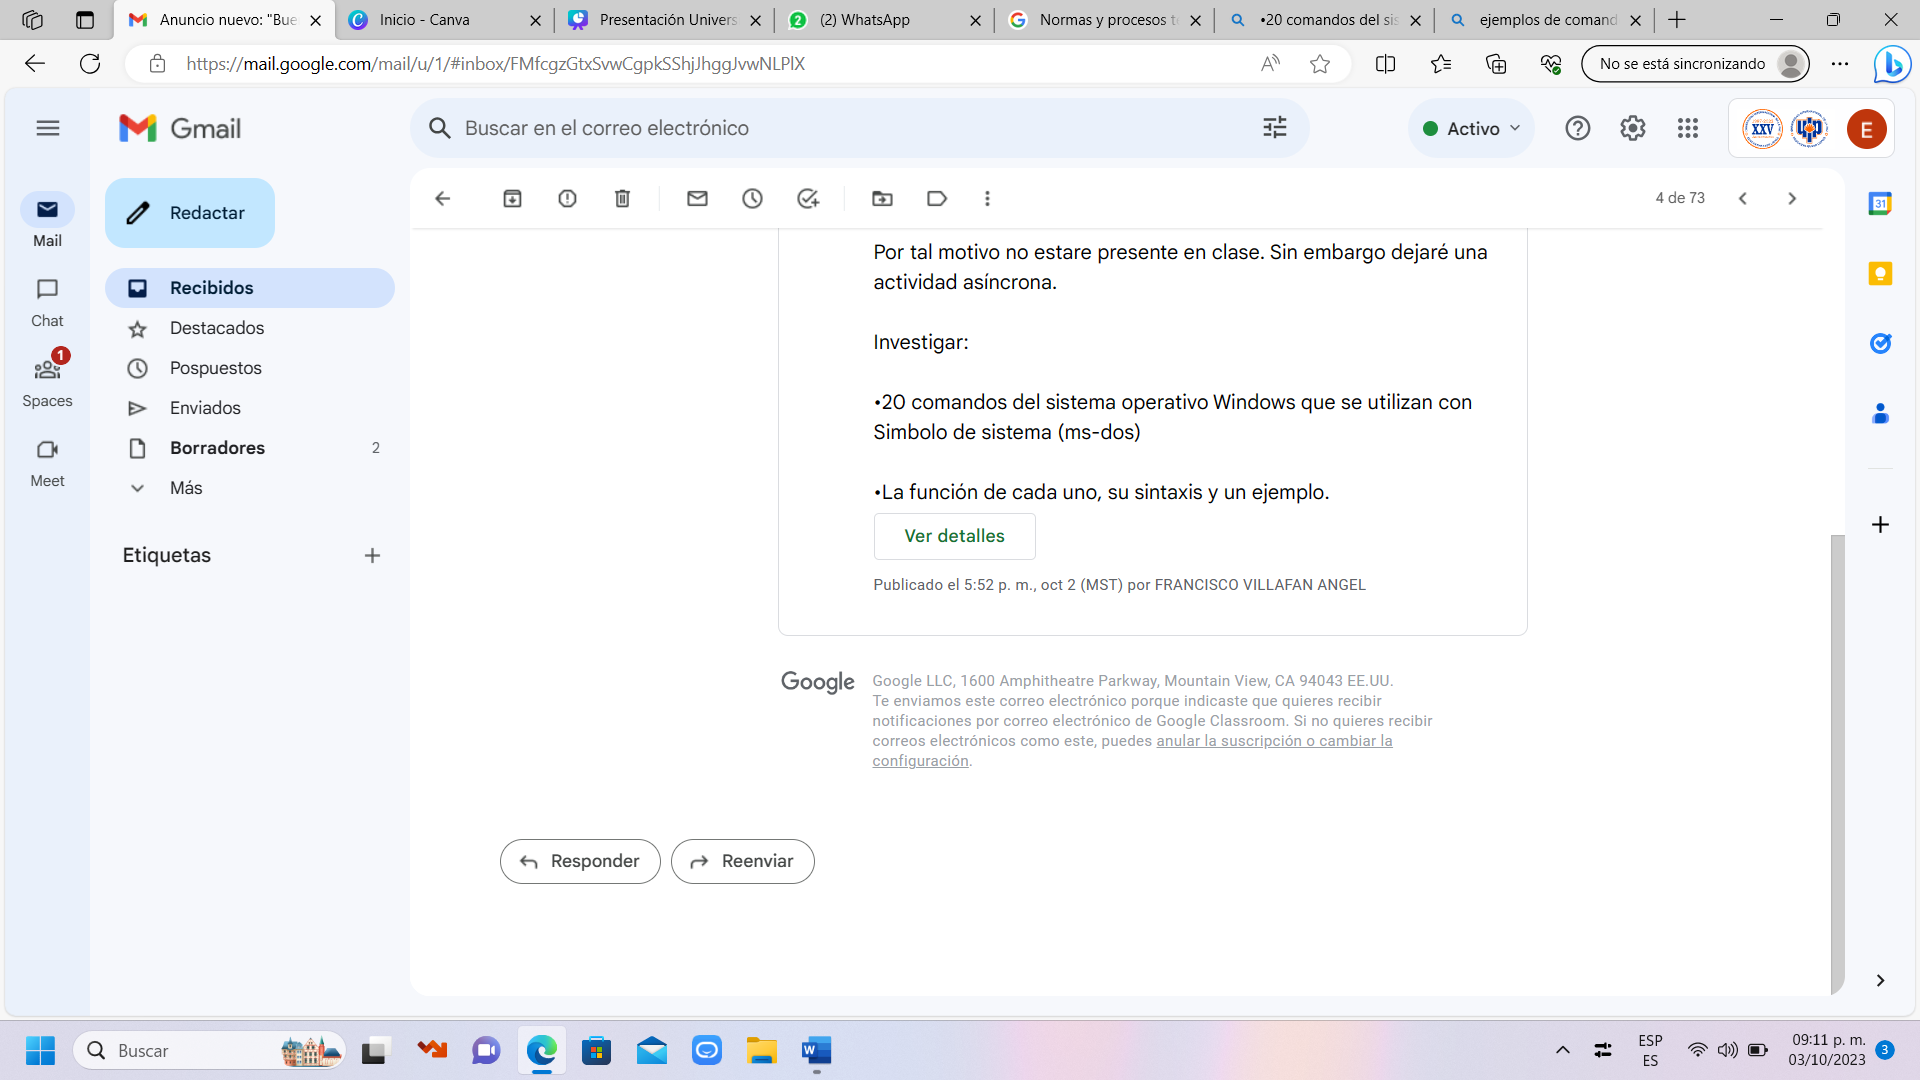 Anuncio nuevo: "Bue
Inicio - Canva
Presentación Univers
(2) WhatsApp
Normas y procesos t
•20 comandos del sis
ejemplos de comand
https://mail.google.com/mail/u/1/#inbox/FMfcgzGtxSvwCgpkSShjJhggJvwNLPlX
No se está sincronizando
Gmail
Buscar en el correo electrónico
Activo
XXV
UIP
E
Redactar
4 de 73
31
Mail
Recibidos
Destacados
Chat
Pospuestos
1
Spaces
Enviados
Borradores
2
Meet
Más
Etiquetas
Por tal motivo no estare presente en clase. Sin embargo dejaré una
actividad asíncrona.
Investigar:
•20 comandos del sistema operativo Windows que se utilizan con
Simbolo de sistema (ms-dos)
•La función de cada uno, su sintaxis y un ejemplo.
Ver detalles
Publicado el 5:52 p. m., oct 2 (MST) por FRANCISCO VILLAFAN ANGEL
Google
Google LLC, 1600 Amphitheatre Parkway, Mountain View, CA 94043 EE.UU.
Te enviamos este correo electrónico porque indicaste que quieres recibir
notificaciones por correo electrónico de Google Classroom. Si no quieres recibir
correos electrónicos como este, puedes anular la suscripción o cambiar la
configuración.
Responder
Reenviar
Buscar
ESP
ES
09:11 p. m.
03/10/2023
3